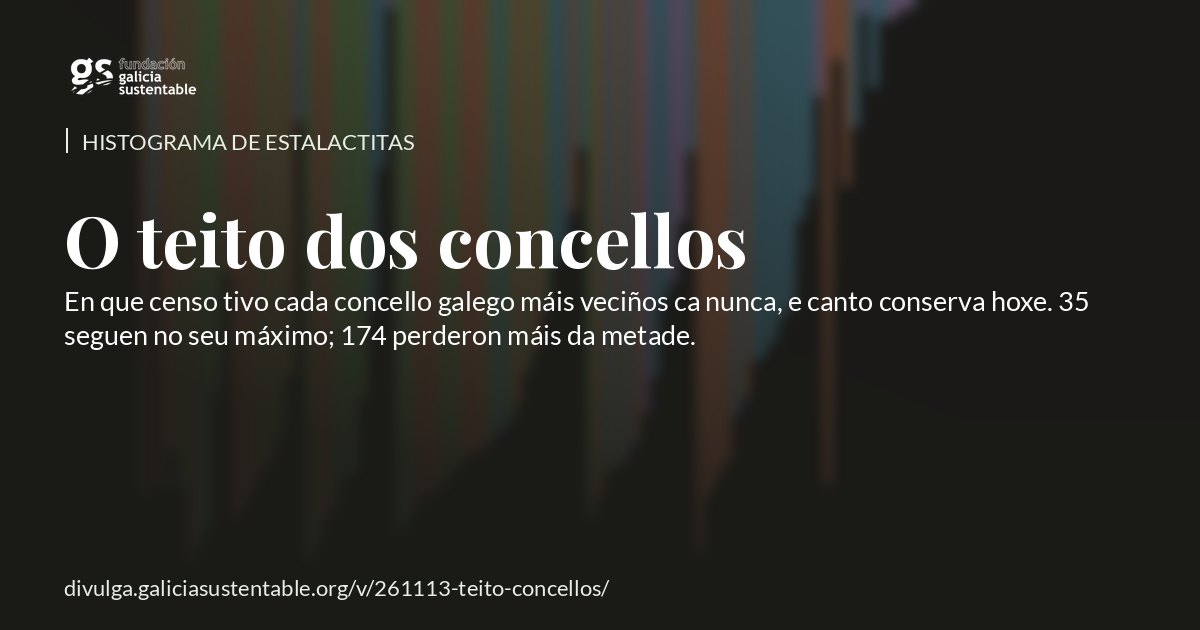 gs
fundación
galicia
sustentable
HISTOGRAMA DE ESTALACTITAS
O teito dos concellos
En que censo tivo cada concello galego máis veciños ca nunca, e canto conserva hoxe. 35
seguen no seu máximo; 174 perderon máis da metade.
divulga.galiciasustentable.org/v/261113-teito-concellos/